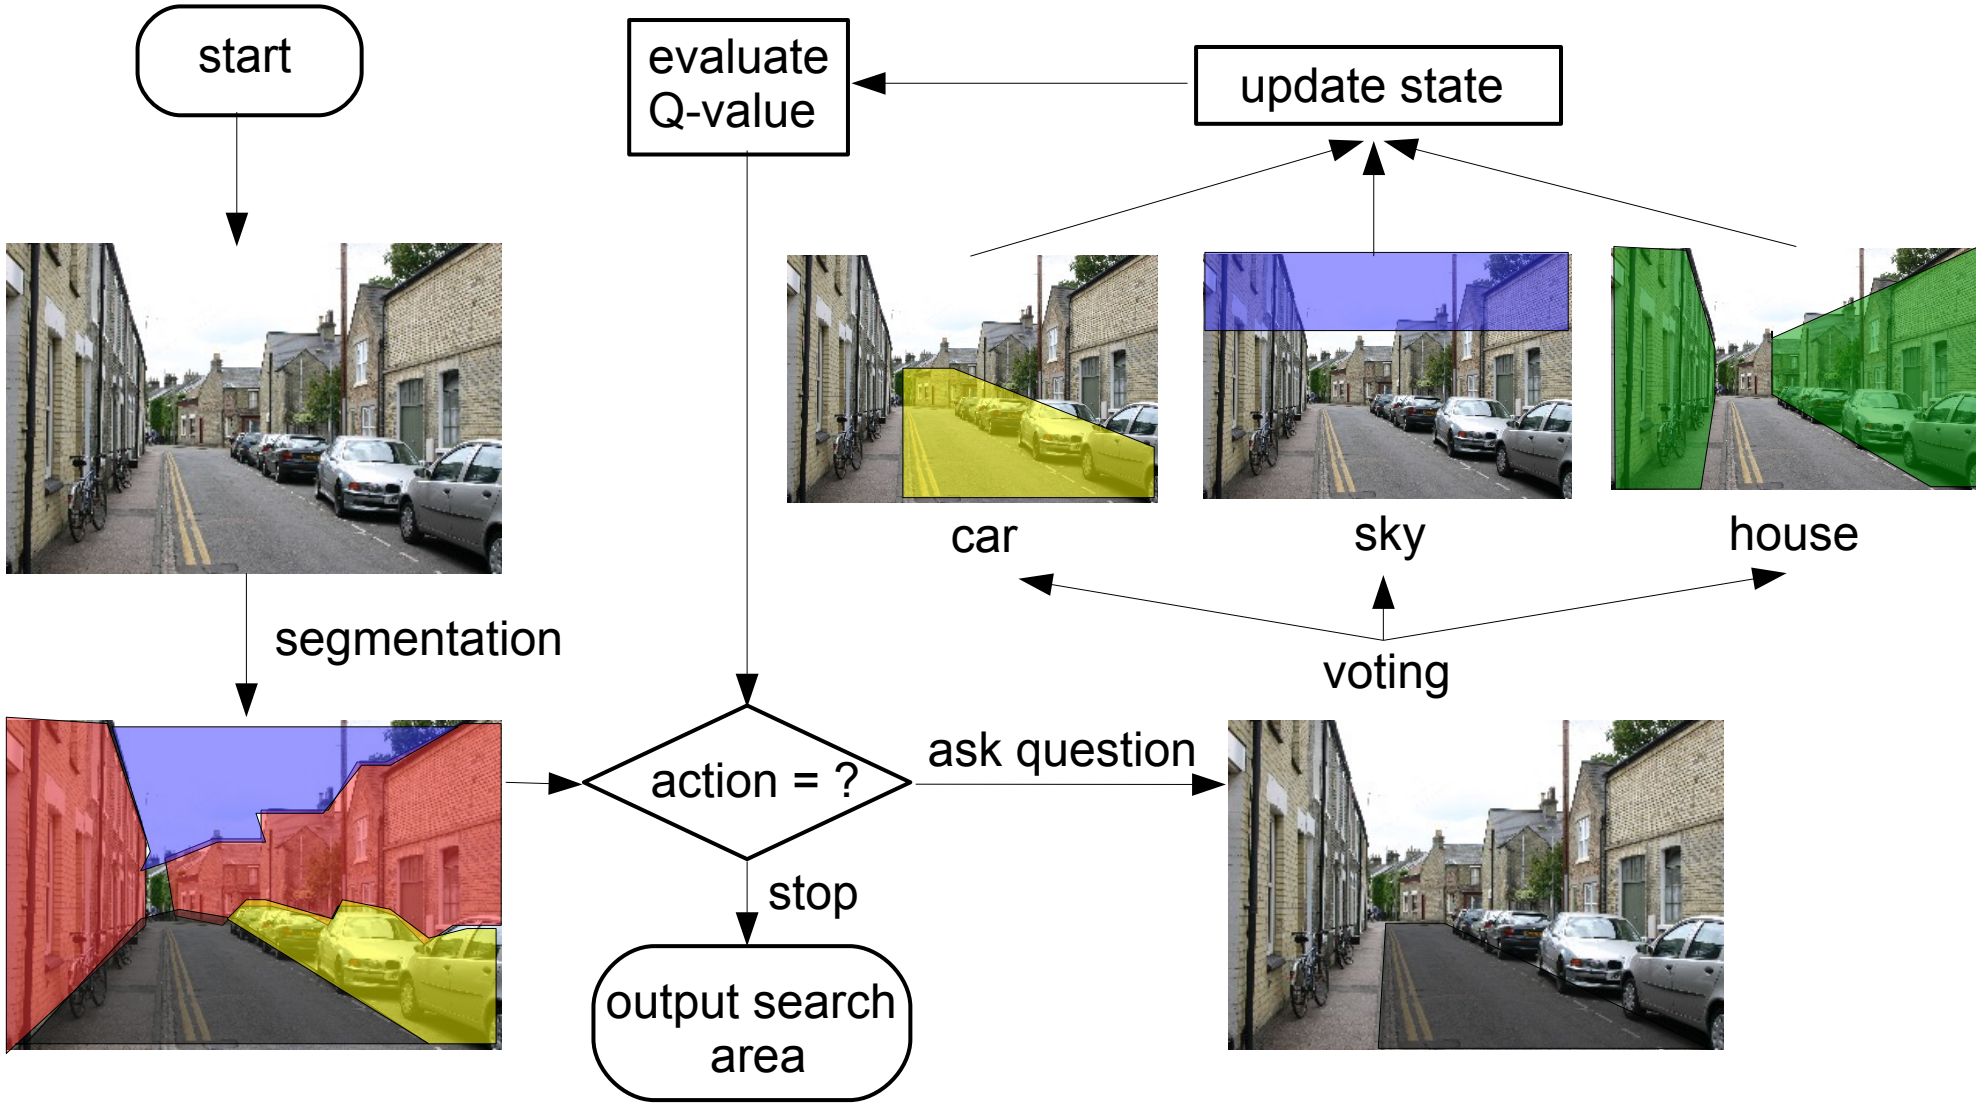 start
evaluate
Q-value
update state
car
sky
house
segmentation
voting
ask question
action = ?
stop
output search
area